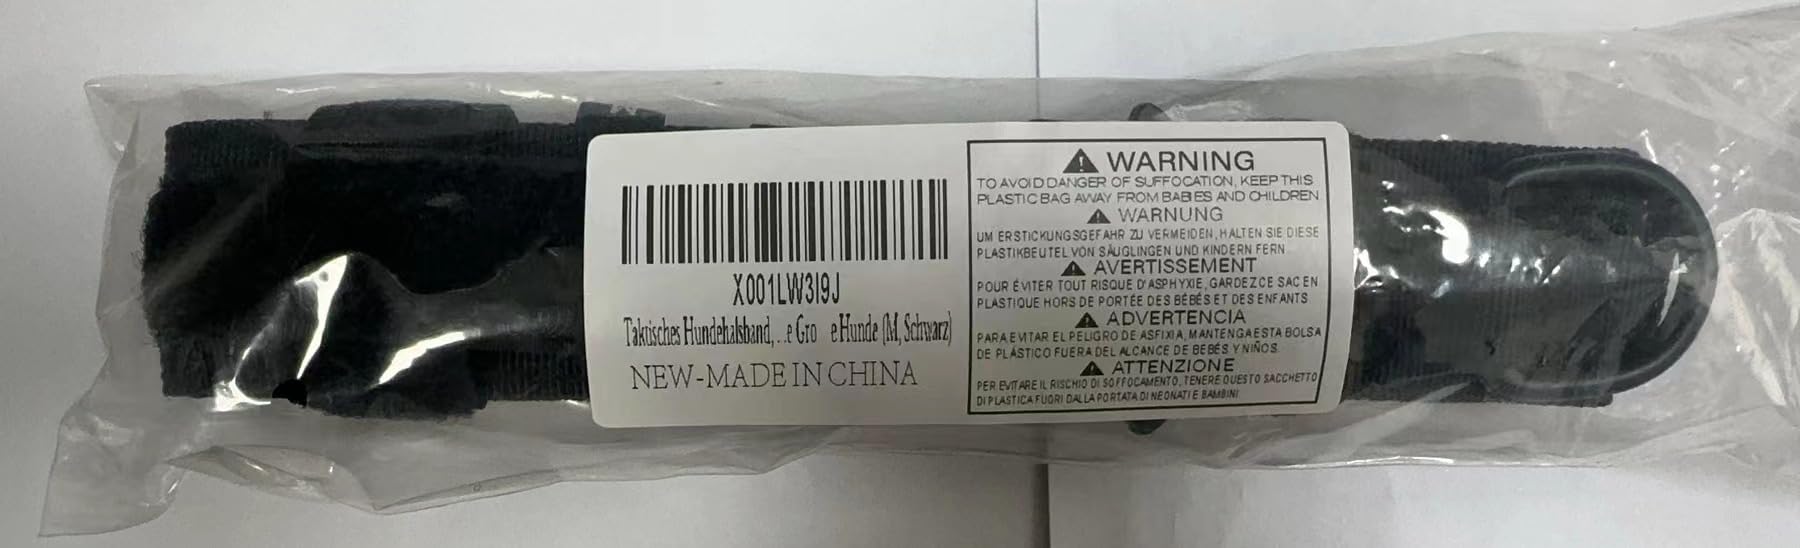 X001LW3I9J
Taktisches Hundehalsband, ...e Gro e Hunde (M, Schwarz)
NEW-MADE IN CHINA
WARNING
TO AVOID DANGER OF SUFFOCATION, KEEP THIS
PLASTIC BAG AWAY FROM BABIES AND CHILDREN
WARNUNG
UM ERSTICKUNGSGEFAHR ZU VERMEIDEN, HALTEN SIE DIESE
PLASTIKBEUTEL VON SÄUGLINGEN UND KINDERN FERN
AVERTISSEMENT
POUR ÉVITER TOUT RISQUE D'ASPHYXIE, GARDEZ CE SAC EN
PLASTIQUE HORS DE PORTÉE DES BÉBÉS ET DES ENFANTS
ADVERTENCIA
PARA EVITAR EL PELIGRO DE ASFIXIA, MANTENGA ESTA BOLSA
DE PLÁSTICO FUERA DEL ALCANCE DE BEBÉS Y NIÑOS.
ATTENZIONE
PER EVITARE IL RISCHIO DI SOFFOCAMENTO, TENERE QUESTO SACCHETTO
DI PLASTICA FUORI DALLA PORTATA DI NEONATI E BAMBINI